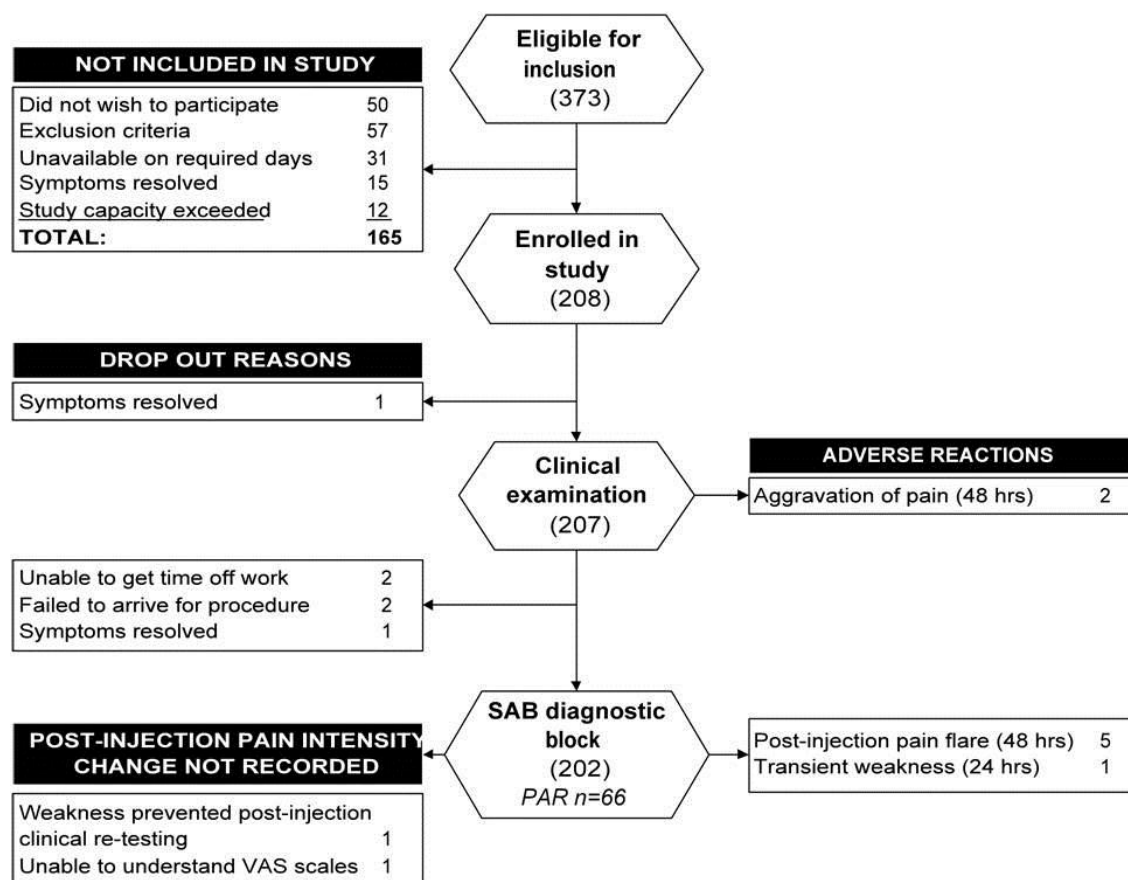 Eligible for
inclusion
(373)
NOT INCLUDED IN STUDY
Did not wish to participate 50
Exclusion criteria 57
Unavailable on required days 31
Symptoms resolved 15
Study capacity exceeded 12
TOTAL: 165
Enrolled in
study
(208)
DROP OUT REASONS
Symptoms resolved 1
Clinical
examination
(207)
ADVERSE REACTIONS
Aggravation of pain (48 hrs) 2
Unable to get time off work 2
Failed to arrive for procedure 2
Symptoms resolved 1
SAB diagnostic
block
(202)
PAR n=66
POST-INJECTION PAIN INTENSITY
CHANGE NOT RECORDED
Weakness prevented post-injection
clinical re-testing 1
Unable to understand VAS scales 1
Post-injection pain flare (48 hrs) 5
Transient weakness (24 hrs) 1